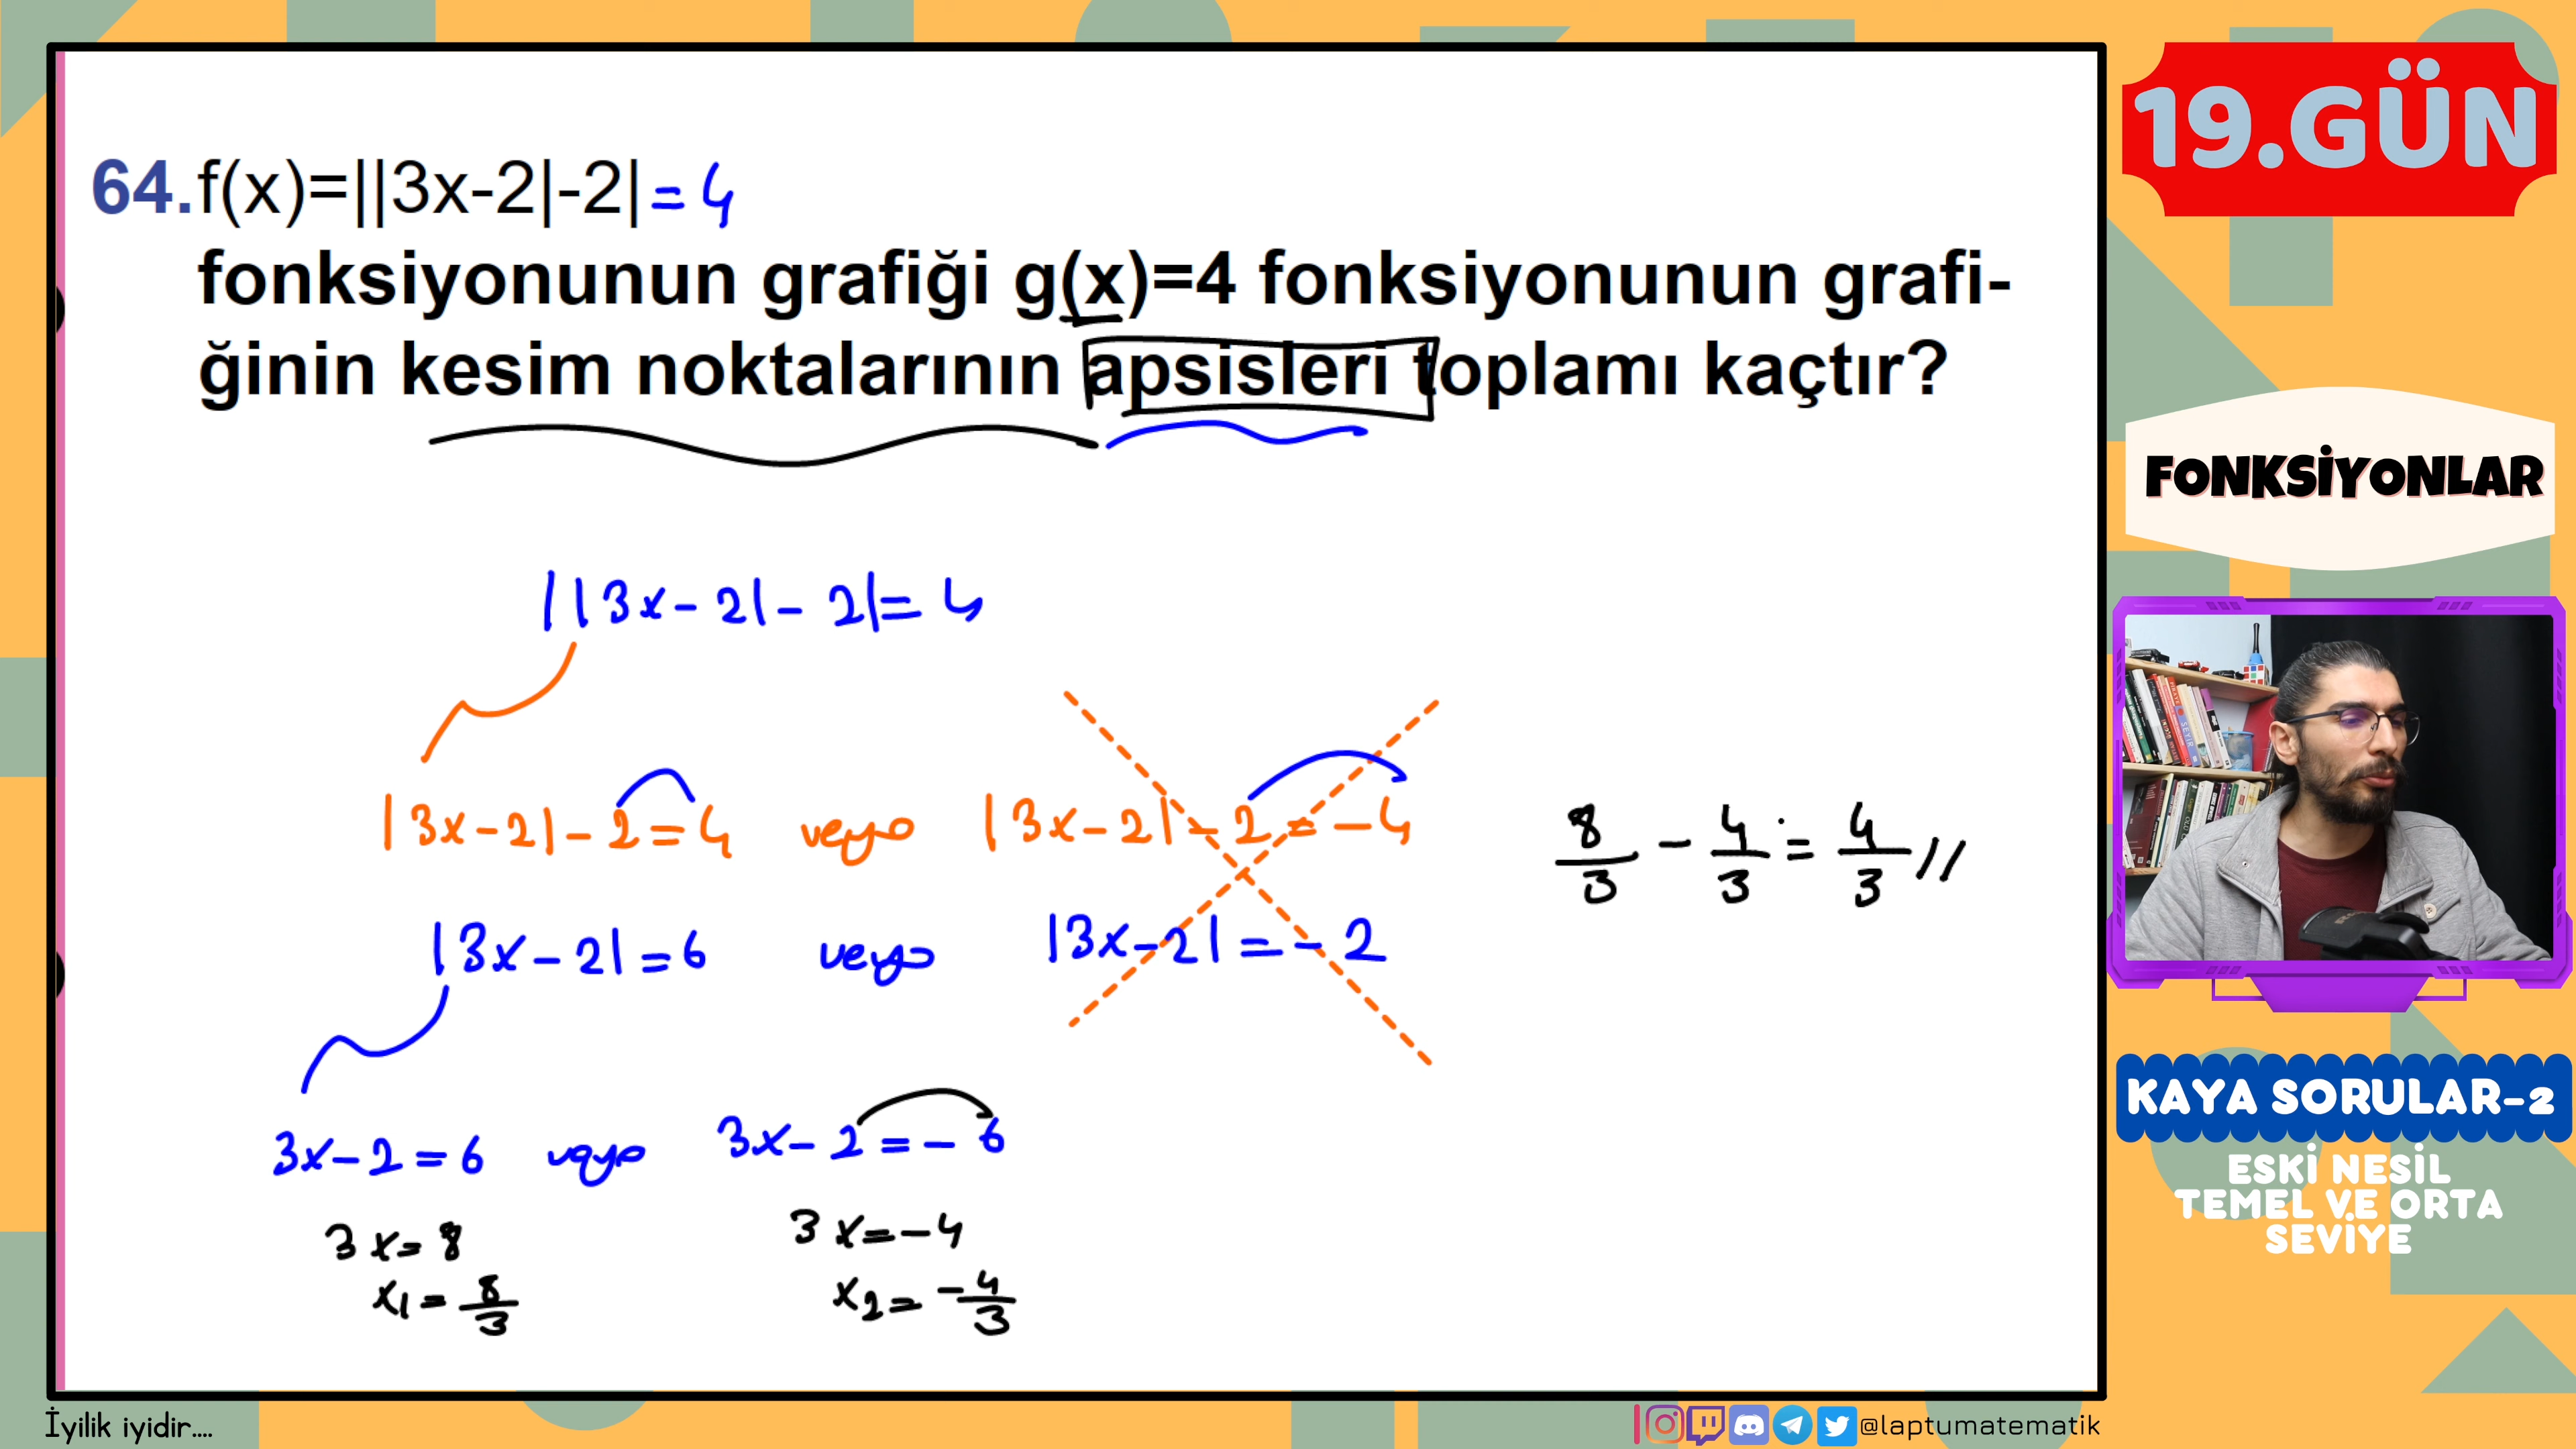 64. f(x)=||3x-2|-2| = 4
fonksiyonunun grafiği g(x)=4 fonksiyonunun grafi-
ğinin kesim noktalarının apsisleri toplamı kaçtır?
||3x-2|-2|=4
|3x-2|-2=4 veya |3x-2|-2=-4
|3x-2|=6 veya |3x-2|=-2
3x-2=6 veya 3x-2=-6
3x=8 3x=-4
x1=8/3 x2=-4/3
8/3 - 4/3 = 4/3 //
19.GÜN
FONKSİYONLAR
KAYA SORULAR-2
ESKİ NESİL
TEMEL VE ORTA
SEVİYE
İyilik iyidir....
@laptumatematik